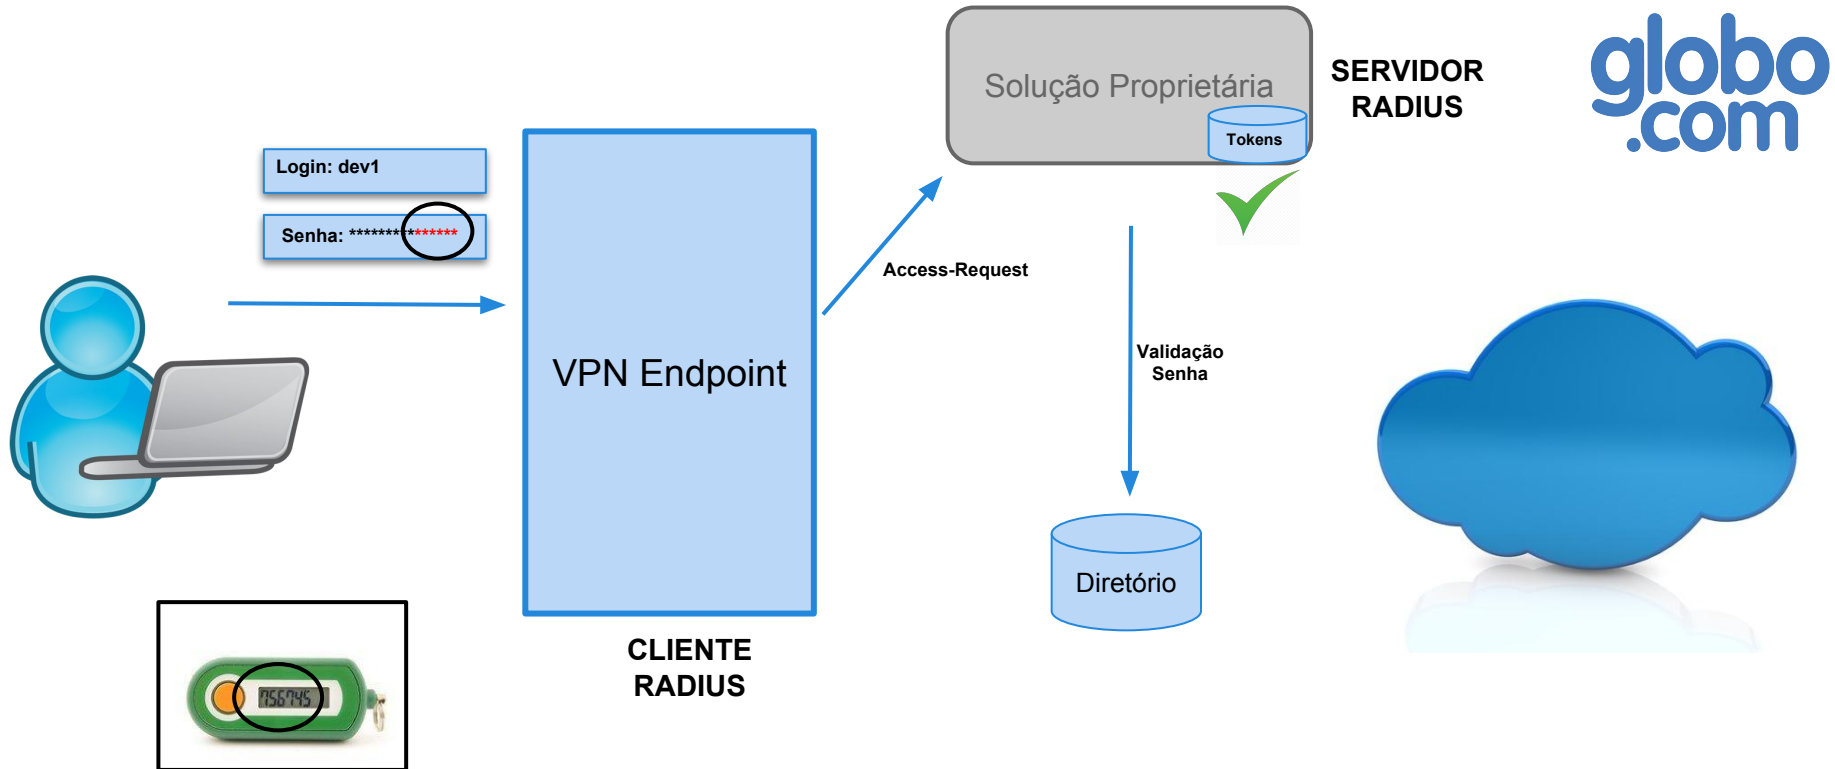 Solução Proprietária
Tokens
SERVIDOR
RADIUS
globo
.com
Login: dev1
Senha: ***************
Access-Request
VPN Endpoint
Validação
Senha
Diretório
CLIENTE
RADIUS
756745